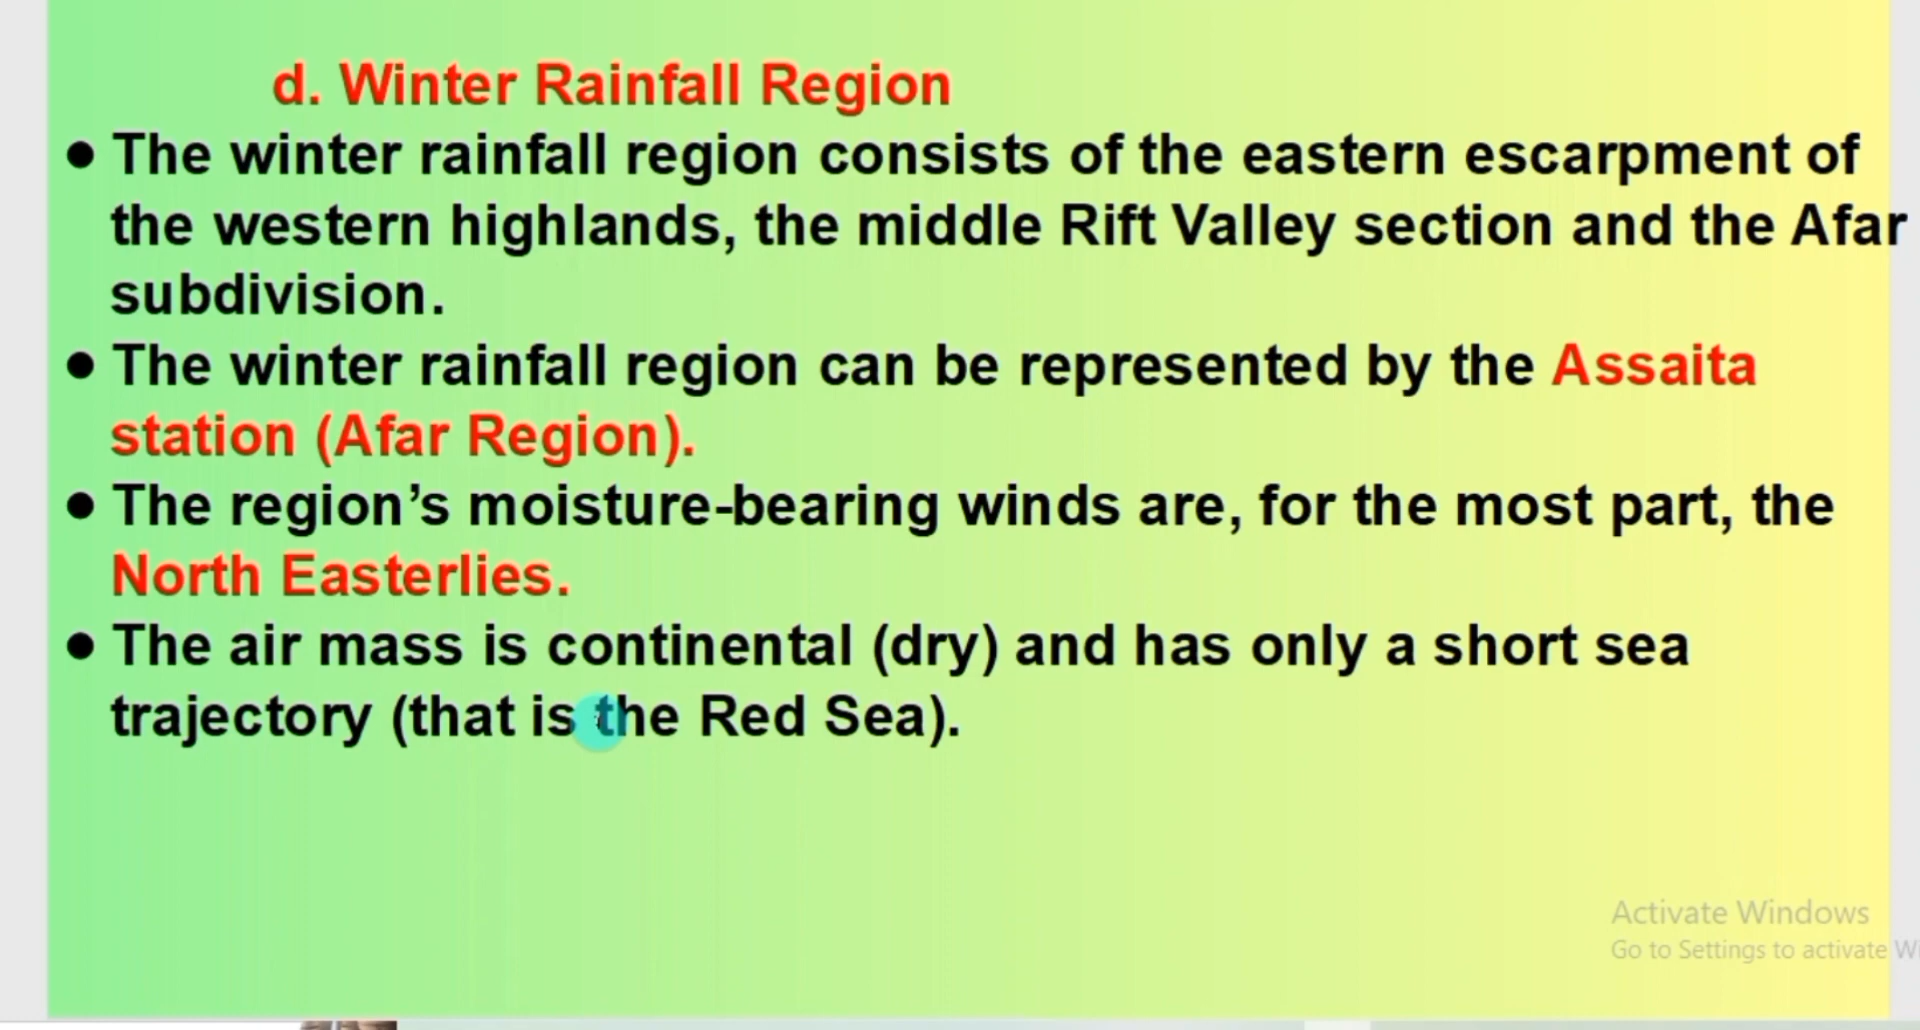 d. Winter Rainfall Region
● The winter rainfall region consists of the eastern escarpment of
the western highlands, the middle Rift Valley section and the Afar
subdivision.
● The winter rainfall region can be represented by the Assaita
station (Afar Region).
● The region’s moisture-bearing winds are, for the most part, the
North Easterlies.
● The air mass is continental (dry) and has only a short sea
trajectory (that is the Red Sea).
Activate Windows
Go to Settings to activate